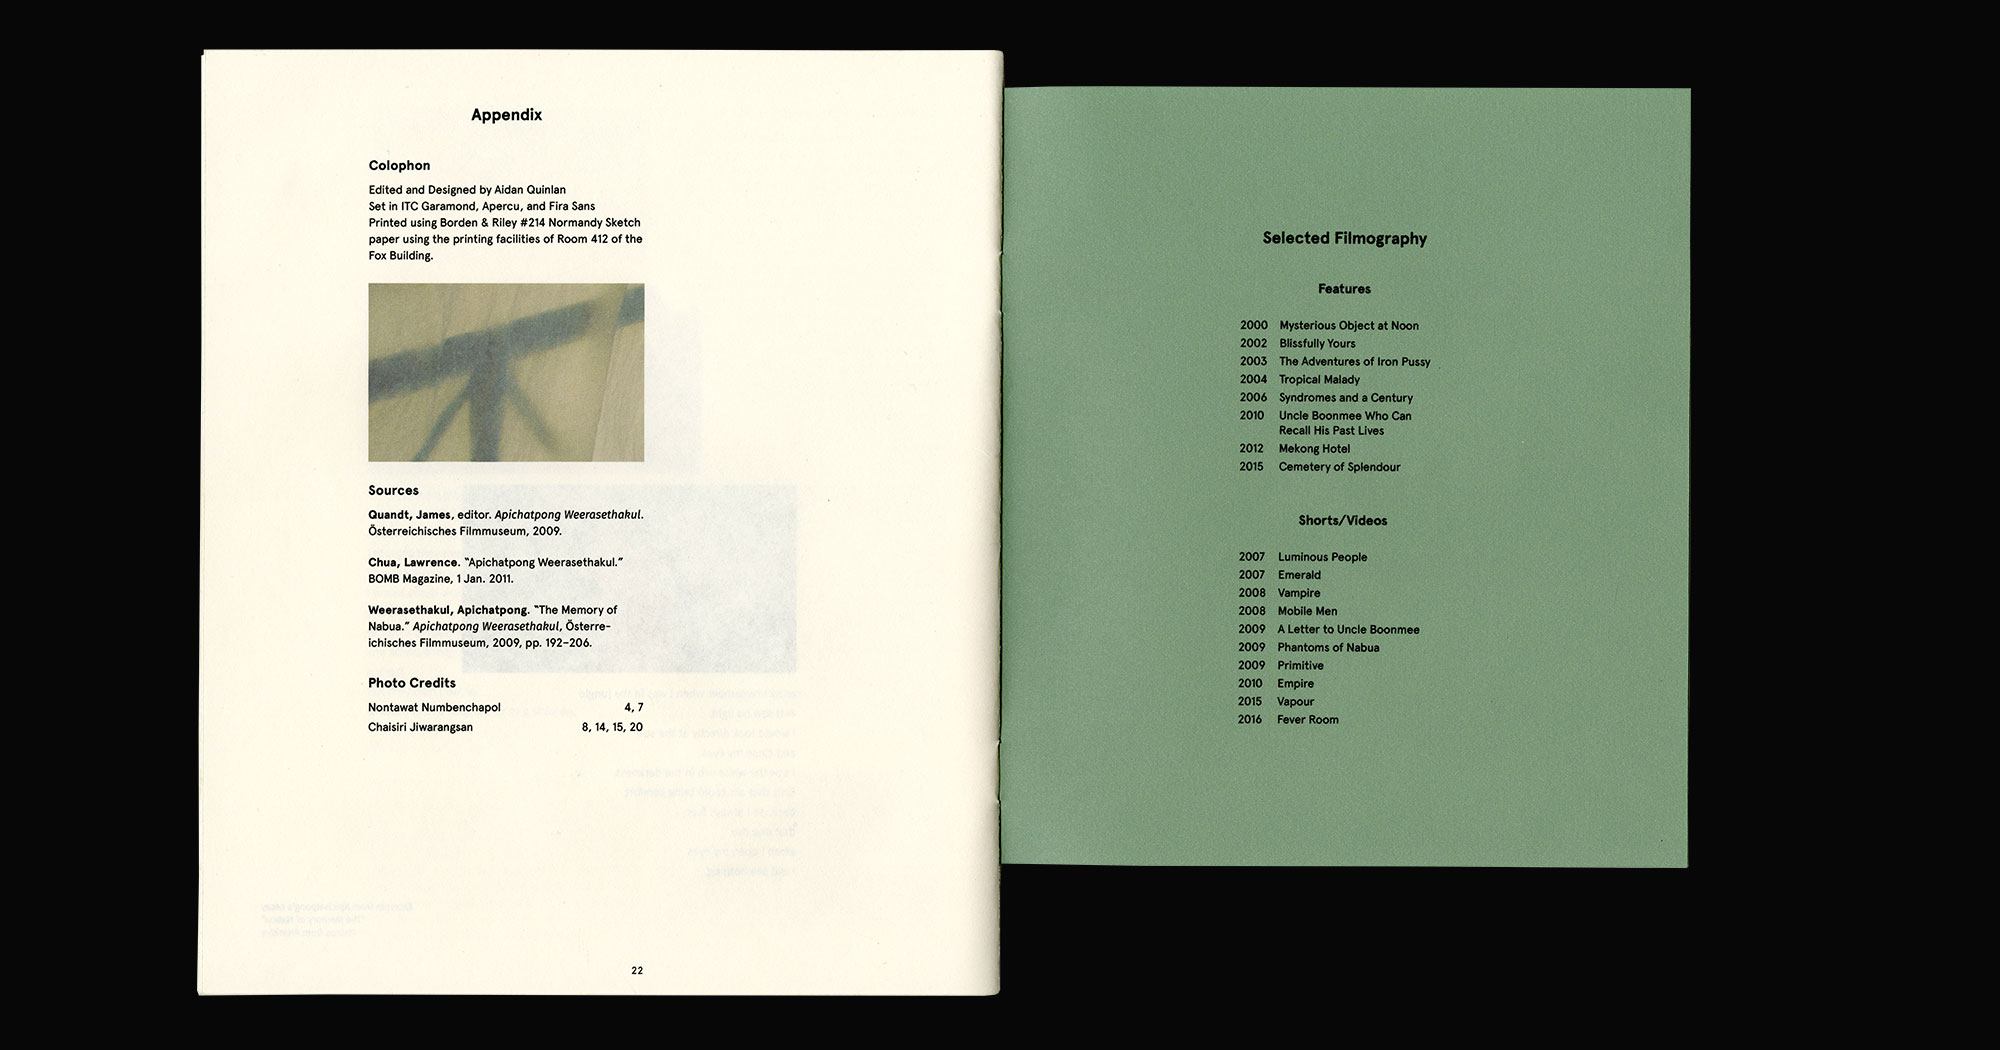 Appendix
Colophon
Edited and Designed by Aidan Quinlan
Set in ITC Garamond, Apercu, and Fira Sans
Printed using Borden & Riley #214 Normandy Sketch
paper using the printing facilities of Room 412 of the
Fox Building.
Sources
Quandt, James, editor. Apichatpong Weerasethakul.
Österreichisches Filmmuseum, 2009.
Chua, Lawrence. “Apichatpong Weerasethakul.”
BOMB Magazine, 1 Jan. 2011.
Weerasethakul, Apichatpong. “The Memory of
Nabua.” Apichatpong Weerasethakul, Österre-
ichisches Filmmuseum, 2009, pp. 192–206.
Photo Credits
Nontawat Numbenchapol 4, 7
Chaisiri Jiwarangsan 8, 14, 15, 20
22
Selected Filmography
Features
2000 Mysterious Object at Noon
2002 Blissfully Yours
2003 The Adventures of Iron Pussy
2004 Tropical Malady
2006 Syndromes and a Century
2010 Uncle Boonmee Who Can
Recall His Past Lives
2012 Mekong Hotel
2015 Cemetery of Splendour
Shorts/Videos
2007 Luminous People
2007 Emerald
2008 Vampire
2008 Mobile Men
2009 A Letter to Uncle Boonmee
2009 Phantoms of Nabua
2009 Primitive
2010 Empire
2015 Vapour
2016 Fever Room